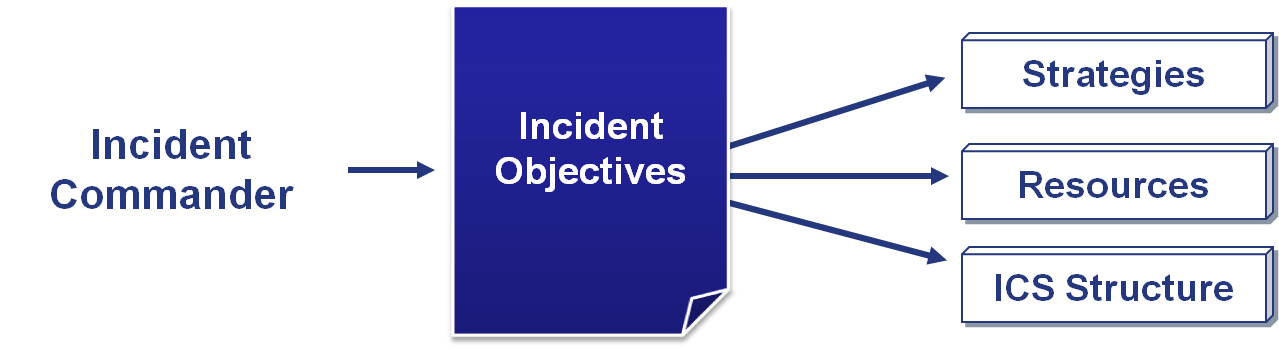 Incident
Commander
Incident
Objectives
Strategies
Resources
ICS Structure